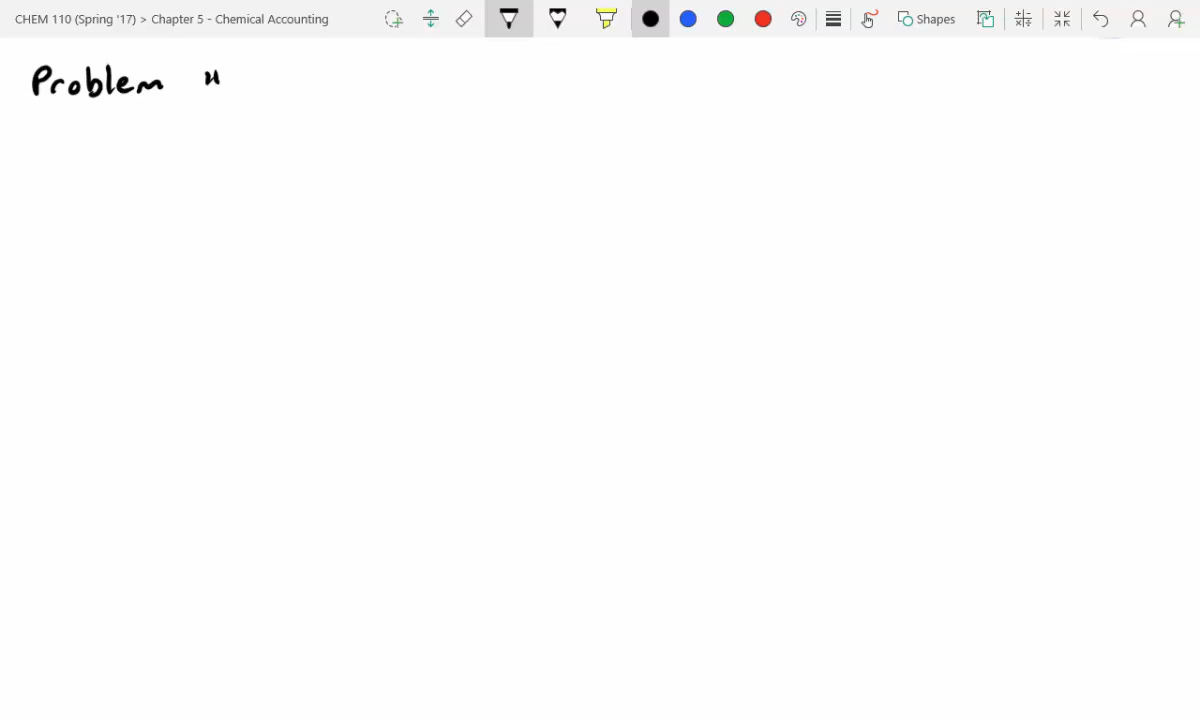 CHEM 110 (Spring '17) > Chapter 5 - Chemical Accounting
Shapes
Problem